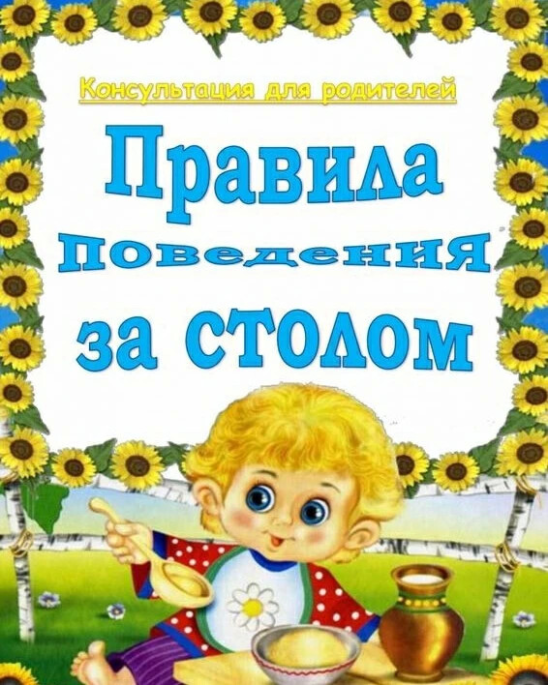 Консультация для родителей
Правила
поведения
за столом